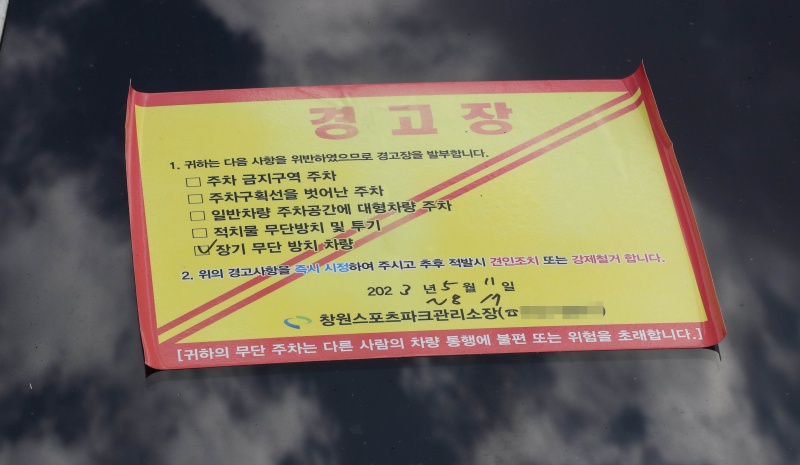 경고장
1. 귀하는 다음 사항을 위반하였으므로 경고장을 발부합니다.
□ 주차 금지구역 주차
□ 주차구획선을 벗어난 주차
□ 일반차량 주차공간에 대형차량 주차
□ 적치물 무단방치 및 투기
☑ 장기 무단 방치 차량
2. 위의 경고사항을 즉시 시정하여 주시고 추후 적발시 견인조치 또는 강제철거 합니다.
2023 년 5 월 11 일
창원스포츠파크관리소장(☎ )
[귀하의 무단 주차는 다른 사람의 차량 통행에 불편 또는 위험을 초래합니다.]